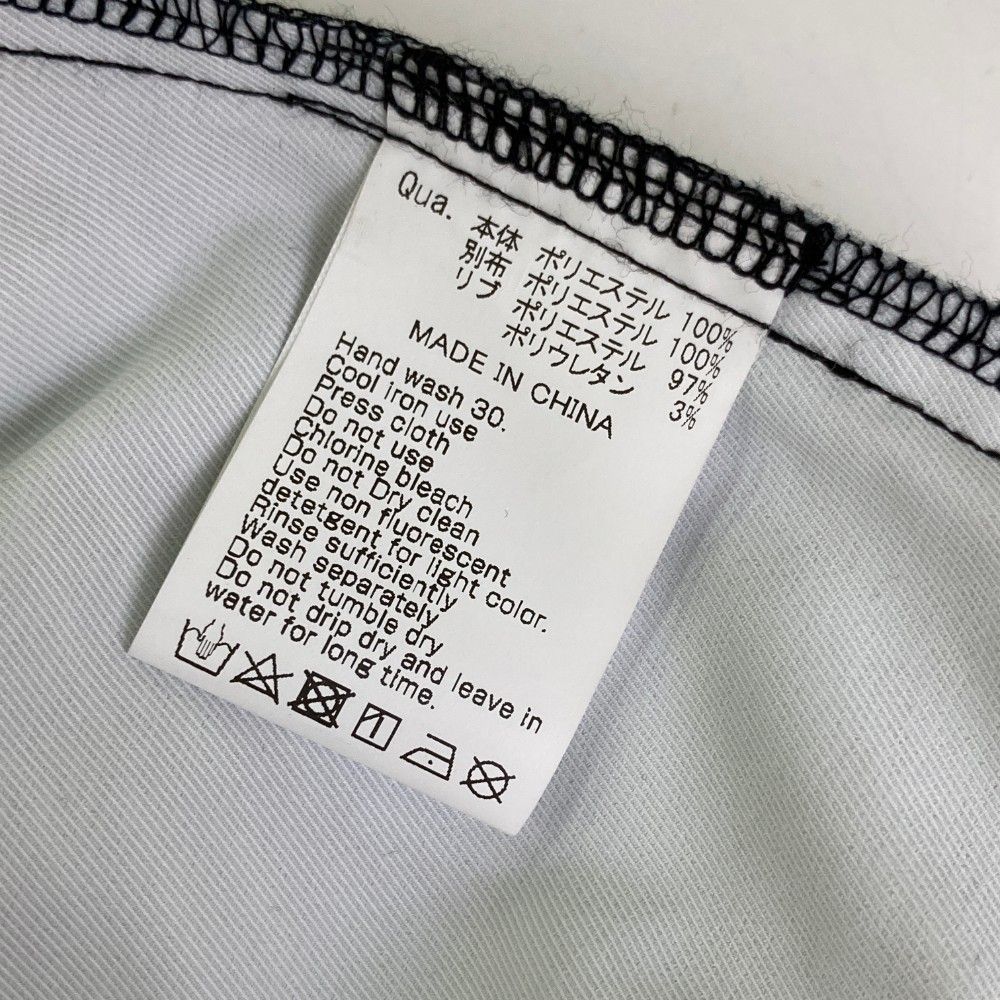 Qua. 本体 ポリエステル 100%
別布 ポリエステル 100%
リブ ポリエステル 97%
ポリウレタン 3%
MADE IN CHINA
Hand wash 30.
Cool iron use
Press cloth
Do not use
Chlorine bleach
Do not Dry clean
Use non fluorescent
detetgent for light color.
Rinse sufficiently
Wash separately
Do not tumble dry
Do not drip dry and leave in
water for long time.